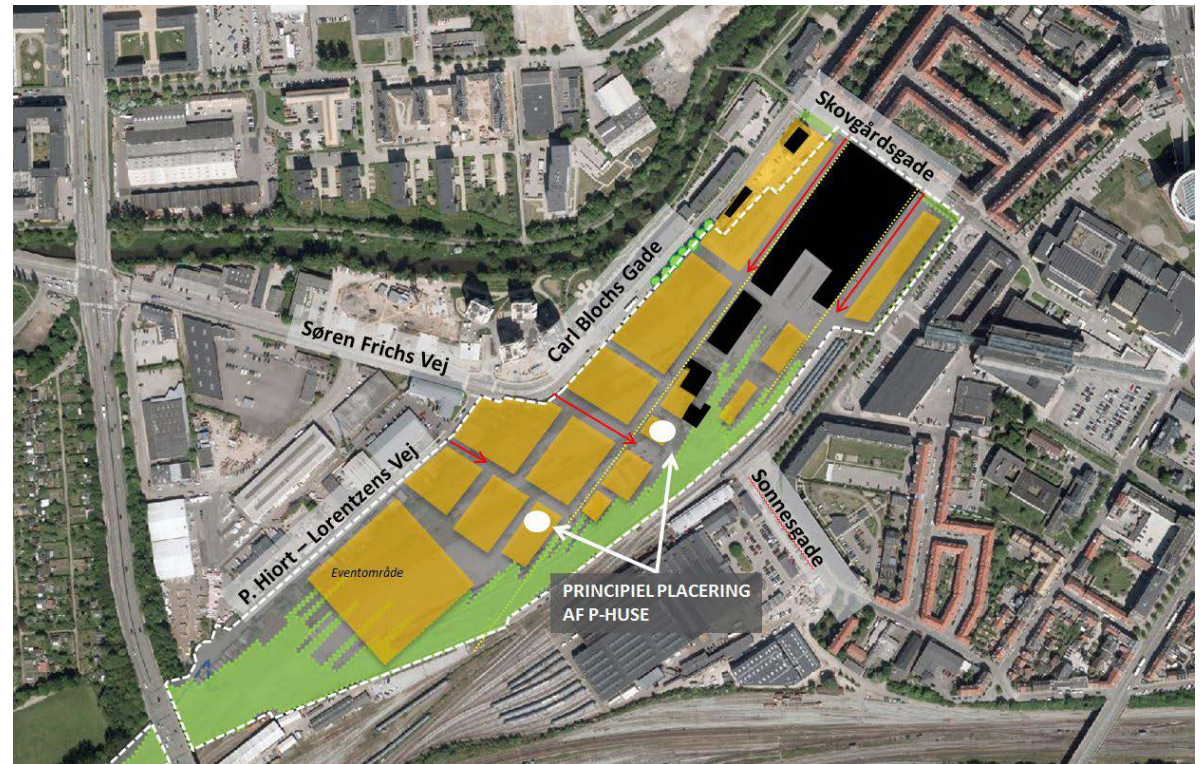 Skovgårdsgade
Carl Blochs Gade
Søren Frichs Vej
P. Hiort – Lorentzens Vej
Sonnesgade
Eventområde
PRINCIPIEL PLACERING
AF P-HUSE